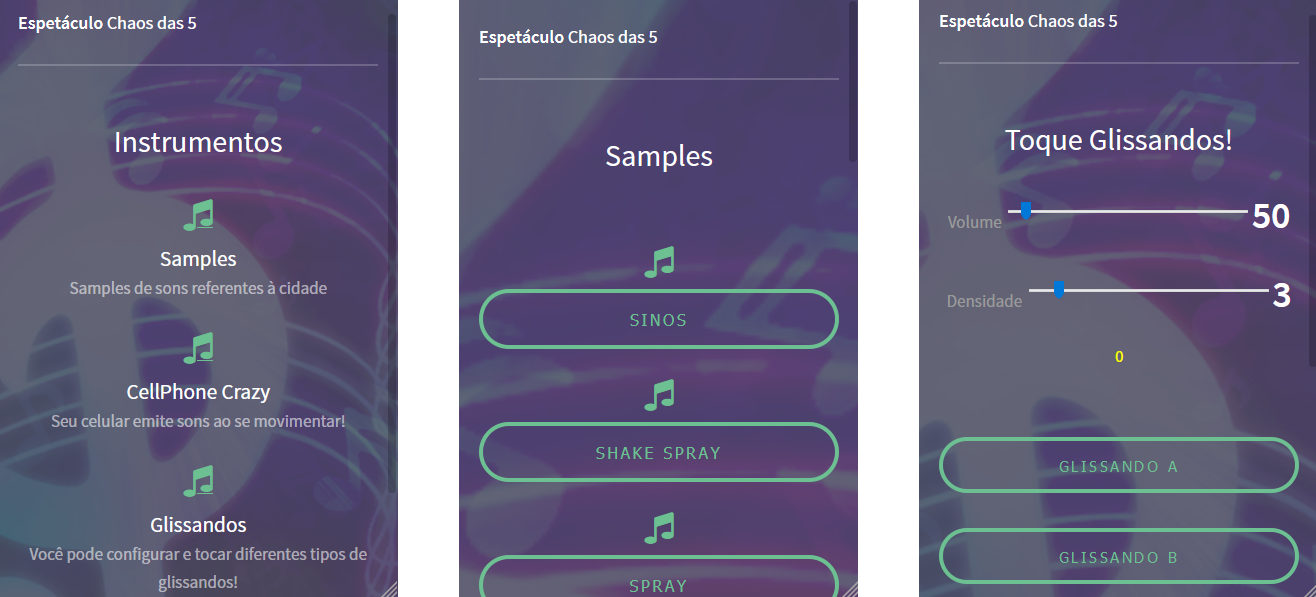 Espetáculo Chaos das 5
Instrumentos
Samples
Samples de sons referentes à cidade
CellPhone Crazy
Seu celular emite sons ao se movimentar!
Glissandos
Você pode configurar e tocar diferentes tipos de
glissandos!
Espetáculo Chaos das 5
Samples
SINOS
SHAKE SPRAY
SPRAY
Espetáculo Chaos das 5
Toque Glissandos!
Volume 50
Densidade 3
0
GLISSANDO A
GLISSANDO B